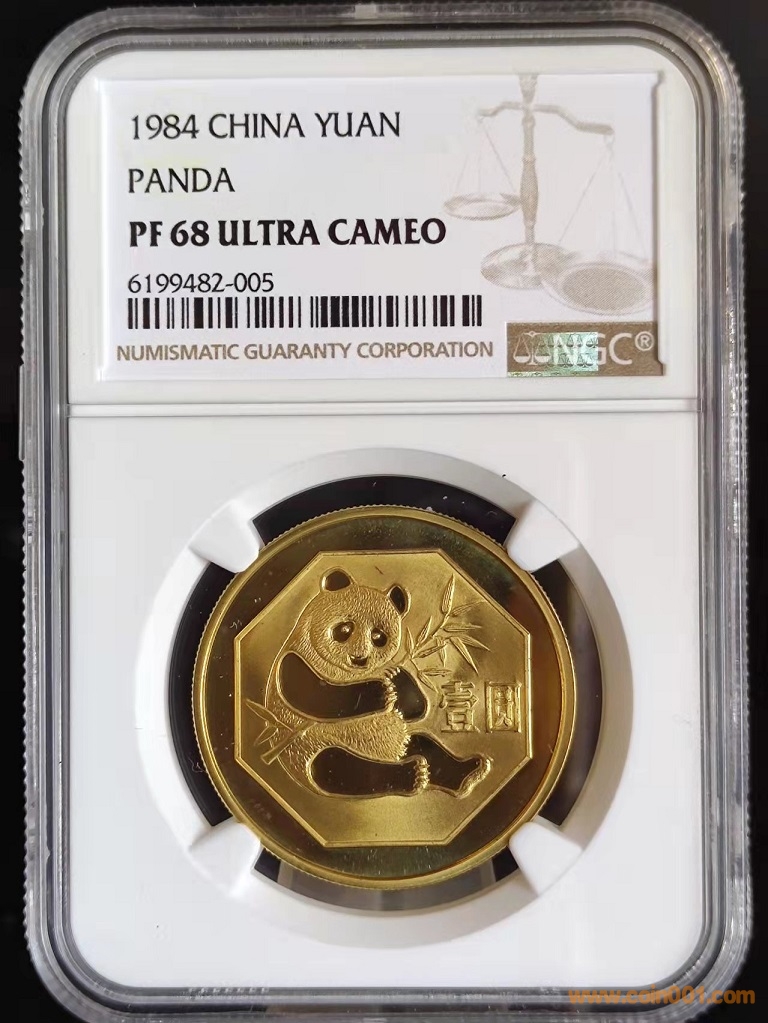 1984 CHINA YUAN
PANDA
PF 68 ULTRA CAMEO
6199482-005
NUMISMATIC GUARANTY CORPORATION
NGC®
壹圆
www.coin001.com